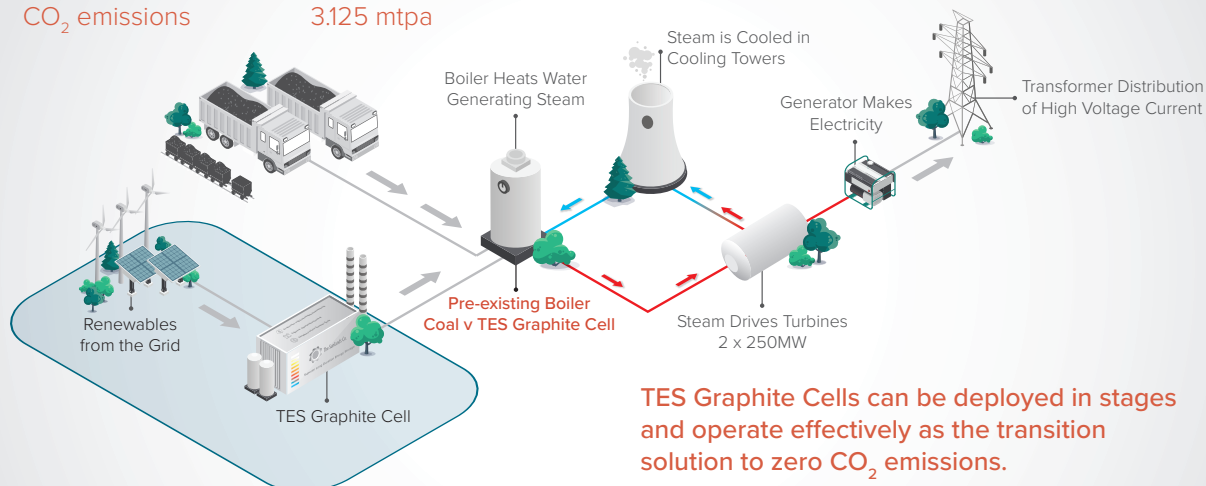 CO₂ emissions 3.125 mtpa
Steam is Cooled in
Cooling Towers
Boiler Heats Water
Generating Steam
Generator Makes
Electricity
Transformer Distribution
of High Voltage Current
Renewables
from the Grid
TES Graphite Cell
Pre-existing Boiler
Coal v TES Graphite Cell
Steam Drives Turbines
2 x 250MW
TES Graphite Cells can be deployed in stages
and operate effectively as the transition
solution to zero CO₂ emissions.